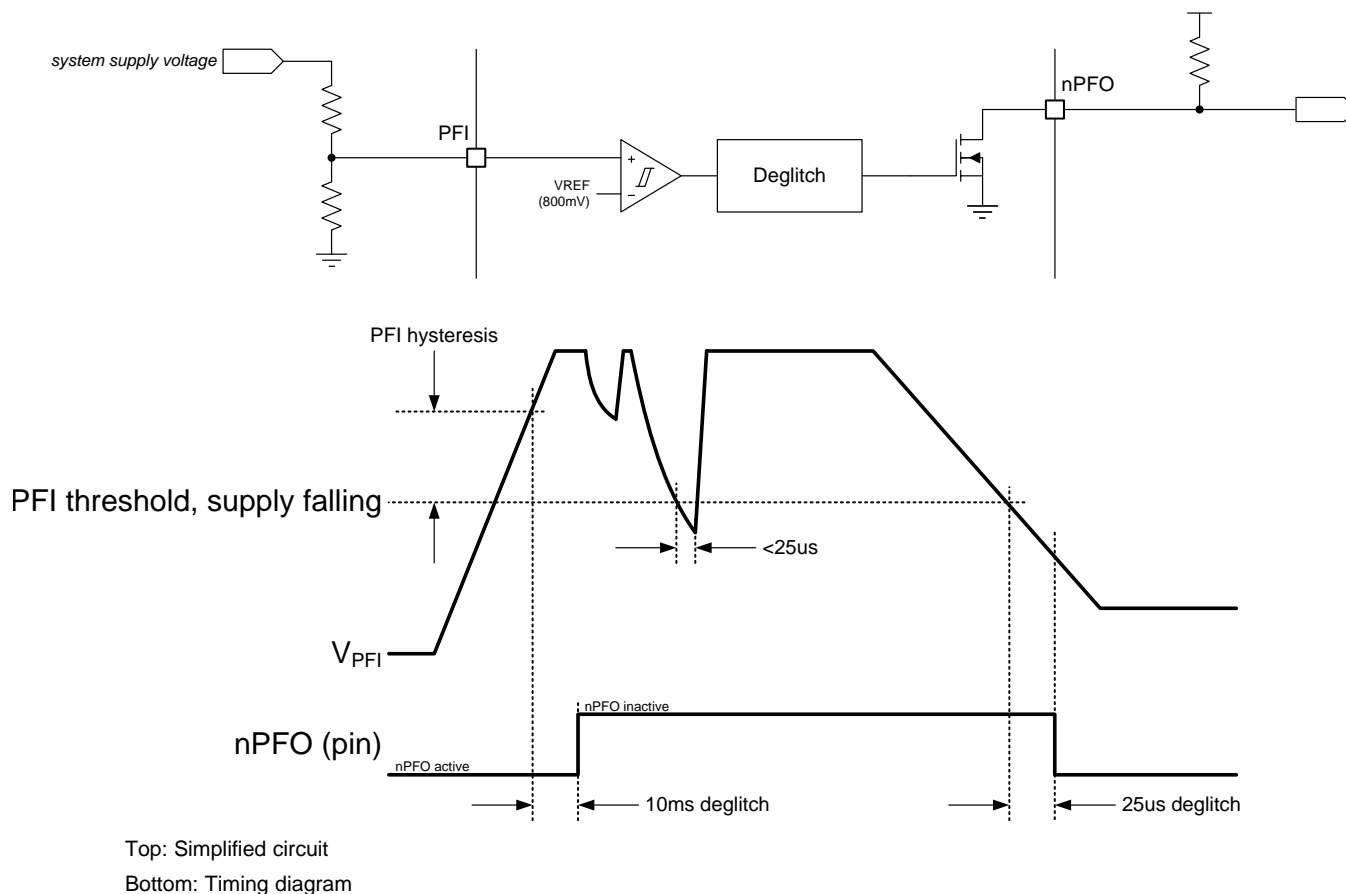 system supply voltage
PFI
nPFO
+
−
VREF
(800mV)
Deglitch
PFI hysteresis
PFI threshold, supply falling
<25us
VPFI
nPFO inactive
nPFO (pin)
nPFO active
10ms deglitch
25us deglitch
Top: Simplified circuit
Bottom: Timing diagram